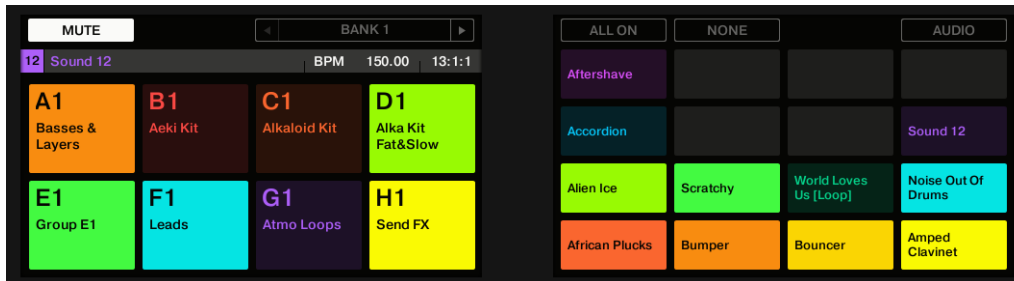 MUTE
BANK 1
12 Sound 12
BPM 150.00 13:1:1
A1
Basses &
Layers
B1
Aeki Kit
C1
Alkaloid Kit
D1
Alka Kit
Fat&Slow
E1
Group E1
F1
Leads
G1
Atmo Loops
H1
Send FX
ALL ON
NONE
AUDIO
Aftershave
Accordion
Sound 12
Alien Ice
Scratchy
World Loves
Us [Loop]
Noise Out Of
Drums
African Plucks
Bumper
Bouncer
Amped
Clavinet